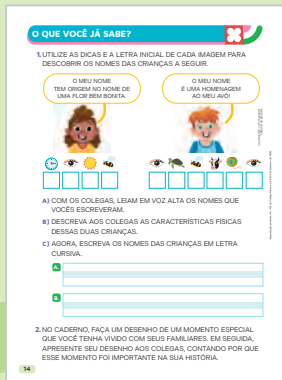 O QUE VOCÊ JÁ SABE?
1. UTILIZE AS DICAS E A LETRA INICIAL DE CADA IMAGEM PARA
DESCOBRIR OS NOMES DAS CRIANÇAS A SEGUIR.
O MEU NOME
TEM ORIGEM NO NOME DE
UMA FLOR BEM BONITA.
O MEU NOME
É UMA HOMENAGEM
AO MEU AVÔ!
A) COM OS COLEGAS, LEIAM EM VOZ ALTA OS NOMES QUE
VOCÊS ESCREVERAM.
B) DESCREVA AOS COLEGAS AS CARACTERÍSTICAS FÍSICAS
DESSAS DUAS CRIANÇAS.
C) AGORA, ESCREVA OS NOMES DAS CRIANÇAS EM LETRA
CURSIVA.
A.
B.
2. NO CADERNO, FAÇA UM DESENHO DE UM MOMENTO ESPECIAL
QUE VOCÊ TENHA VIVIDO COM SEUS FAMILIARES. EM SEGUIDA,
APRESENTE SEU DESENHO AOS COLEGAS, CONTANDO POR QUE
ESSE MOMENTO FOI IMPORTANTE NA SUA HISTÓRIA.
14